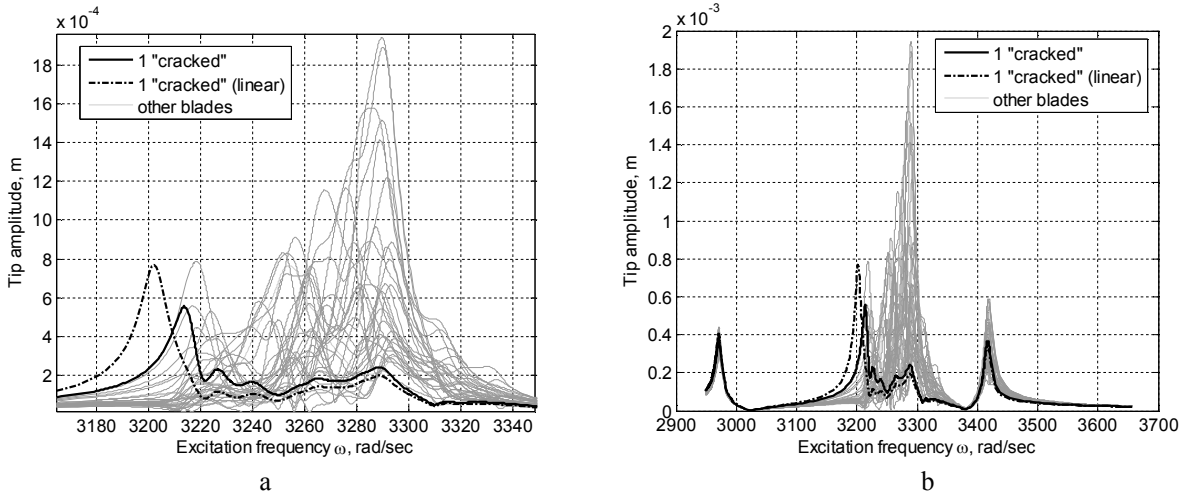 x 10⁻⁴
1 "cracked"
1 "cracked" (linear)
other blades
Tip amplitude, m
18
16
14
12
10
8
6
4
2
3180 3200 3220 3240 3260 3280 3300 3320 3340
Excitation frequency ω, rad/sec
a
x 10⁻³
1 "cracked"
1 "cracked" (linear)
other blades
Tip amplitude, m
2
1.8
1.6
1.4
1.2
1
0.8
0.6
0.4
0.2
0
2900 3000 3100 3200 3300 3400 3500 3600 3700
Excitation frequency ω, rad/sec
b